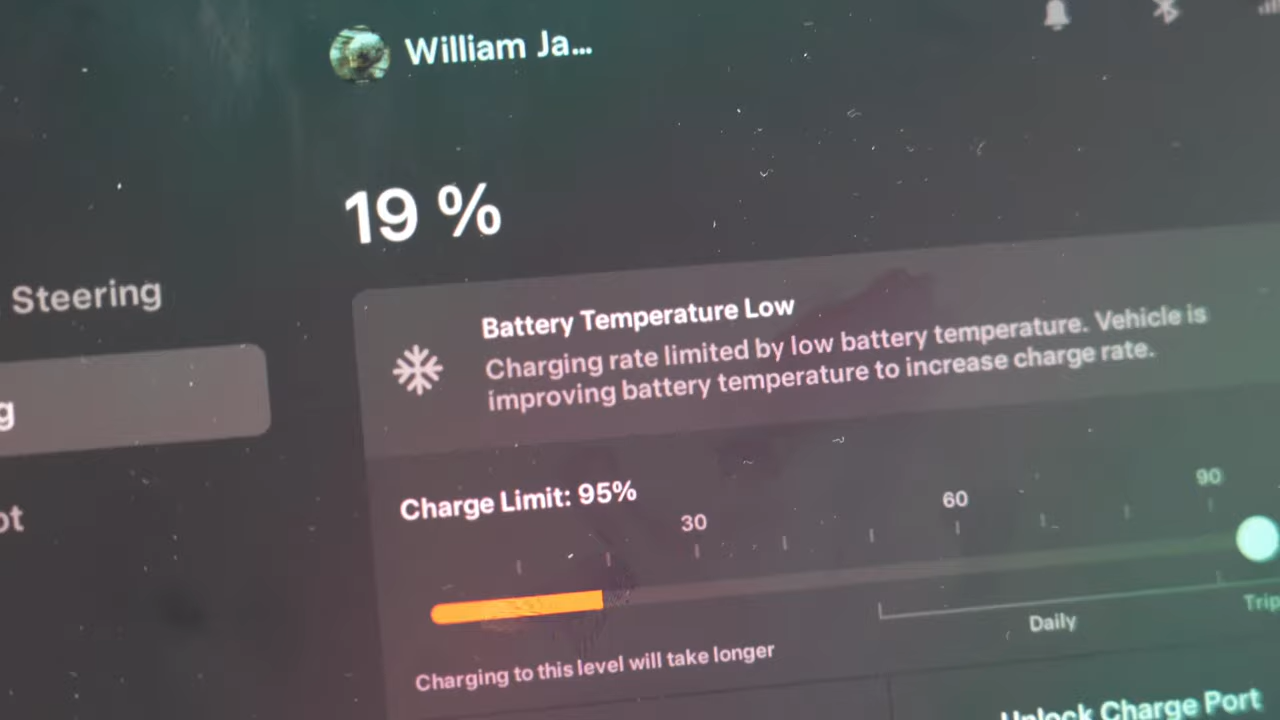 William Ja...
19 %
Steering
Battery Temperature Low
Charging rate limited by low battery temperature. Vehicle is
improving battery temperature to increase charge rate.
g
Charge Limit: 95%
30
60
90
ot
Daily
Trip
Charging to this level will take longer
Unlock Charge Port